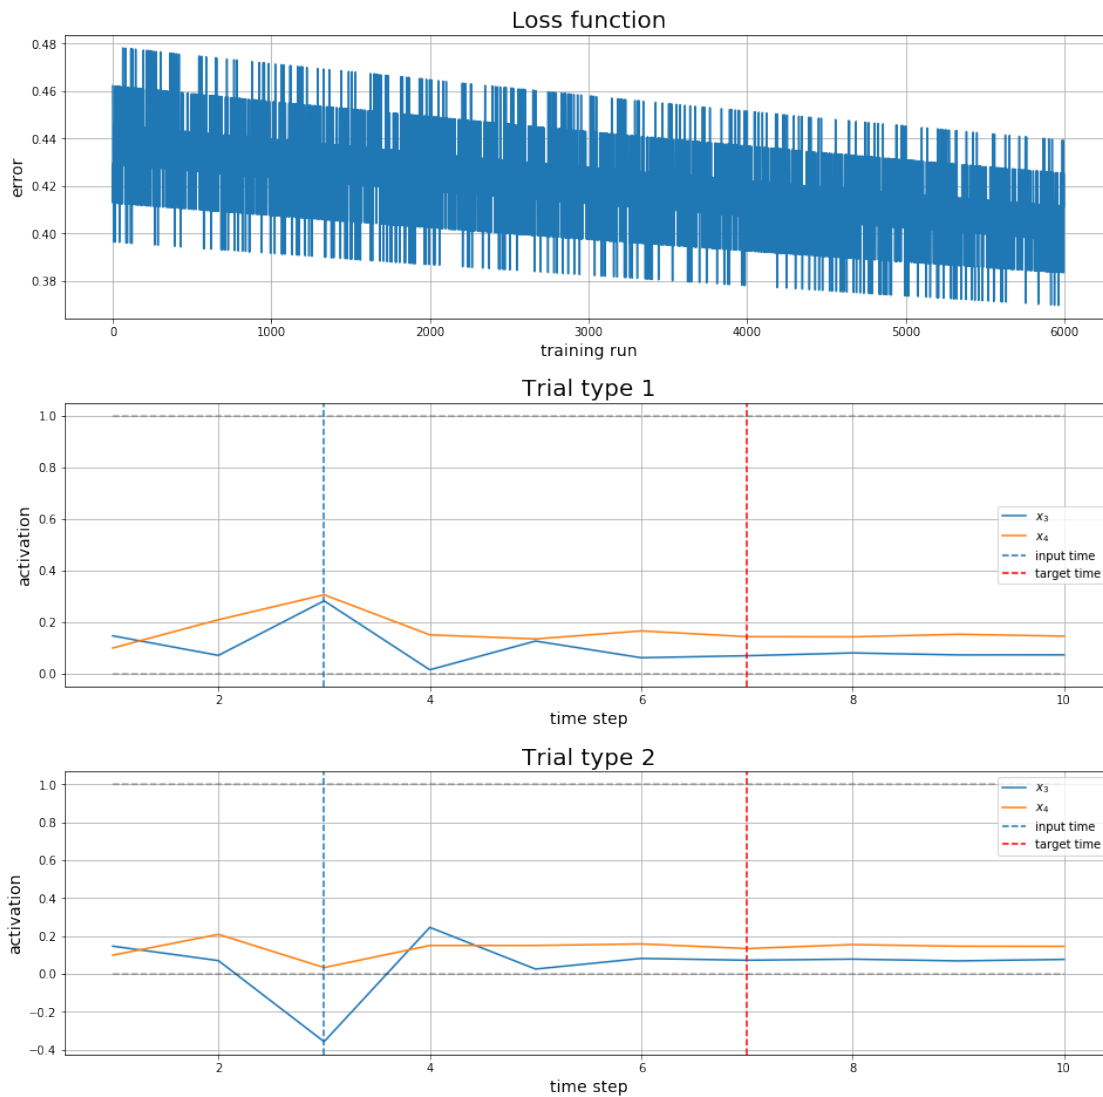 Loss function
error
0.48
0.46
0.44
0.42
0.40
0.38
0 1000 2000 3000 4000 5000 6000
training run
Trial type 1
activation
1.0
0.8
0.6
0.4
0.2
0.0
x₃
x₄
input time
target time
2 4 6 8 10
time step
Trial type 2
activation
1.0
0.8
0.6
0.4
0.2
0.0
−0.2
−0.4
x₃
x₄
input time
target time
2 4 6 8 10
time step